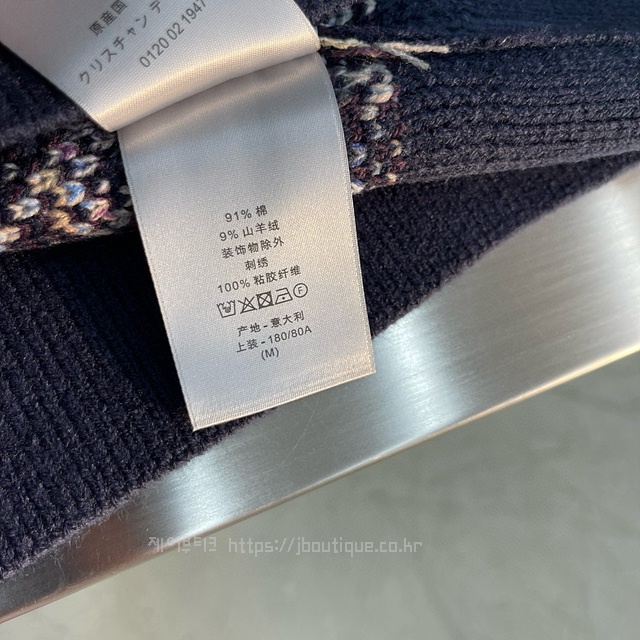 原産国
クリスチャン デ
0120 021947
91% 棉
9% 山羊绒
装饰物除外
刺绣
100% 粘胶纤维
产地 - 意大利
上装 - 180/80A
(M)
https://jboutique.co.kr